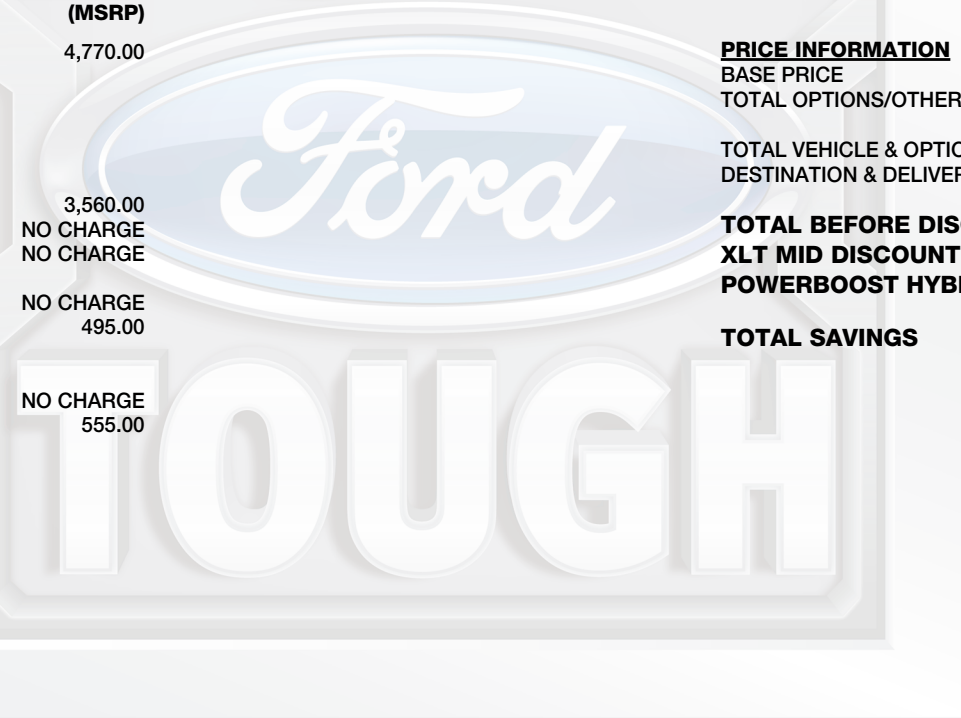 (MSRP)
4,770.00
3,560.00
NO CHARGE
NO CHARGE
NO CHARGE
495.00
NO CHARGE
555.00
PRICE INFORMATION
BASE PRICE
TOTAL OPTIONS/OTHER
TOTAL VEHICLE & OPTIO
DESTINATION & DELIVER
TOTAL BEFORE DIS
XLT MID DISCOUNT
POWERBOOST HYB
TOTAL SAVINGS
Ford
TOUGH